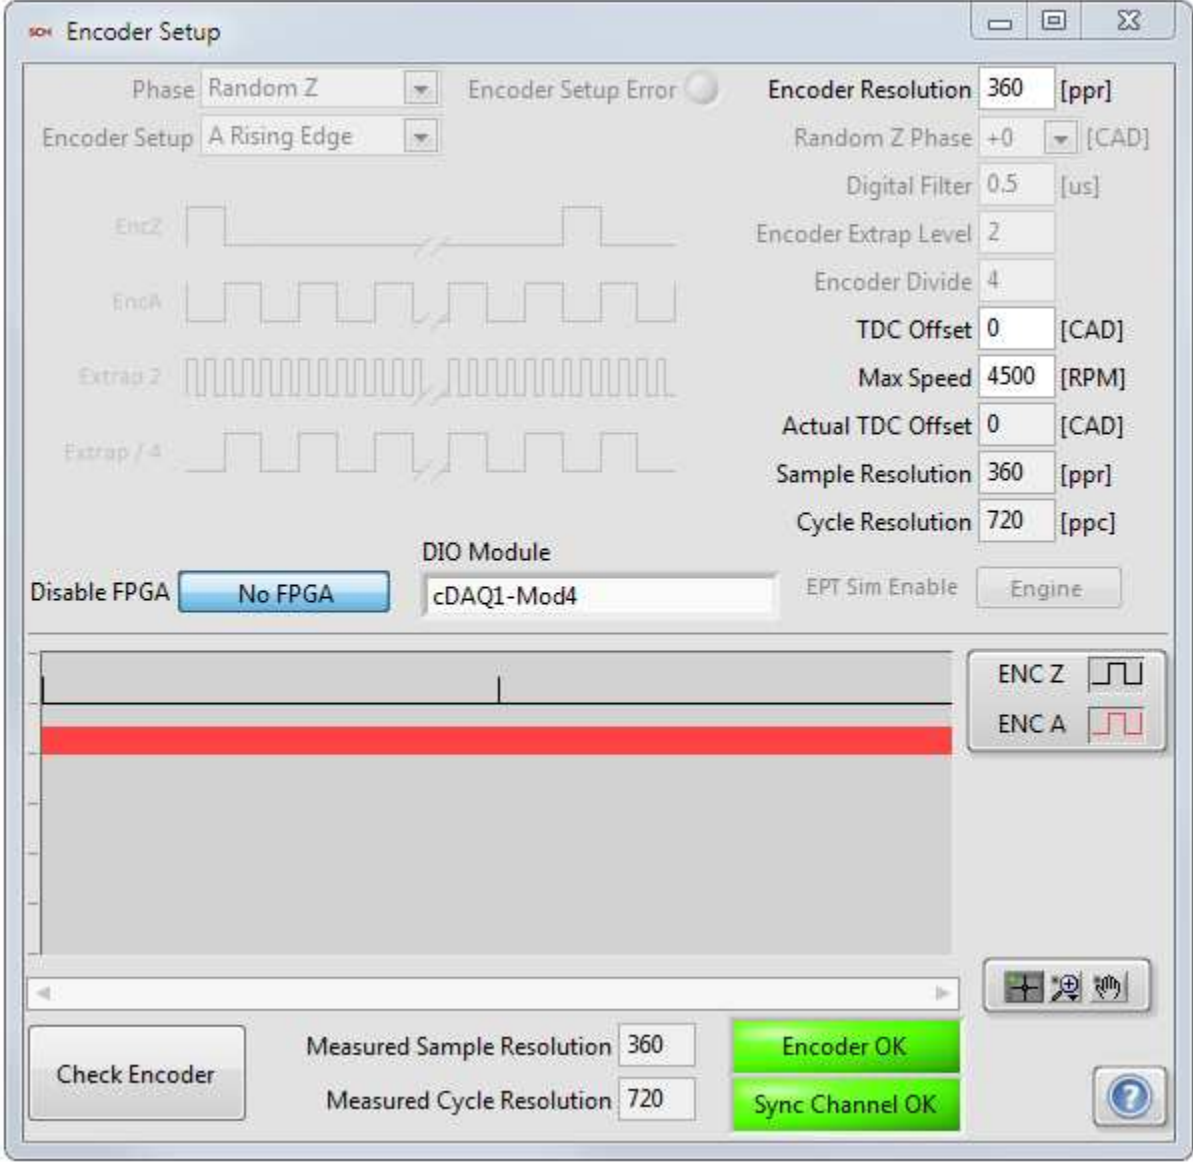 SCM Encoder Setup
Phase Random Z Encoder Setup Error Encoder Resolution 360 [ppr]
Encoder Setup A Rising Edge Random Z Phase +0 [CAD]
Digital Filter 0.5 [us]
EncZ Encoder Extrap Level 2
EncA Encoder Divide 4
TDC Offset 0 [CAD]
Extrap 2 Max Speed 4500 [RPM]
Actual TDC Offset 0 [CAD]
Extrap / 4 Sample Resolution 360 [ppr]
Cycle Resolution 720 [ppc]
DIO Module
Disable FPGA No FPGA cDAQ1-Mod4 EPT Sim Enable Engine
ENC Z
ENC A
Check Encoder Measured Sample Resolution 360 Encoder OK
Measured Cycle Resolution 720 Sync Channel OK
?